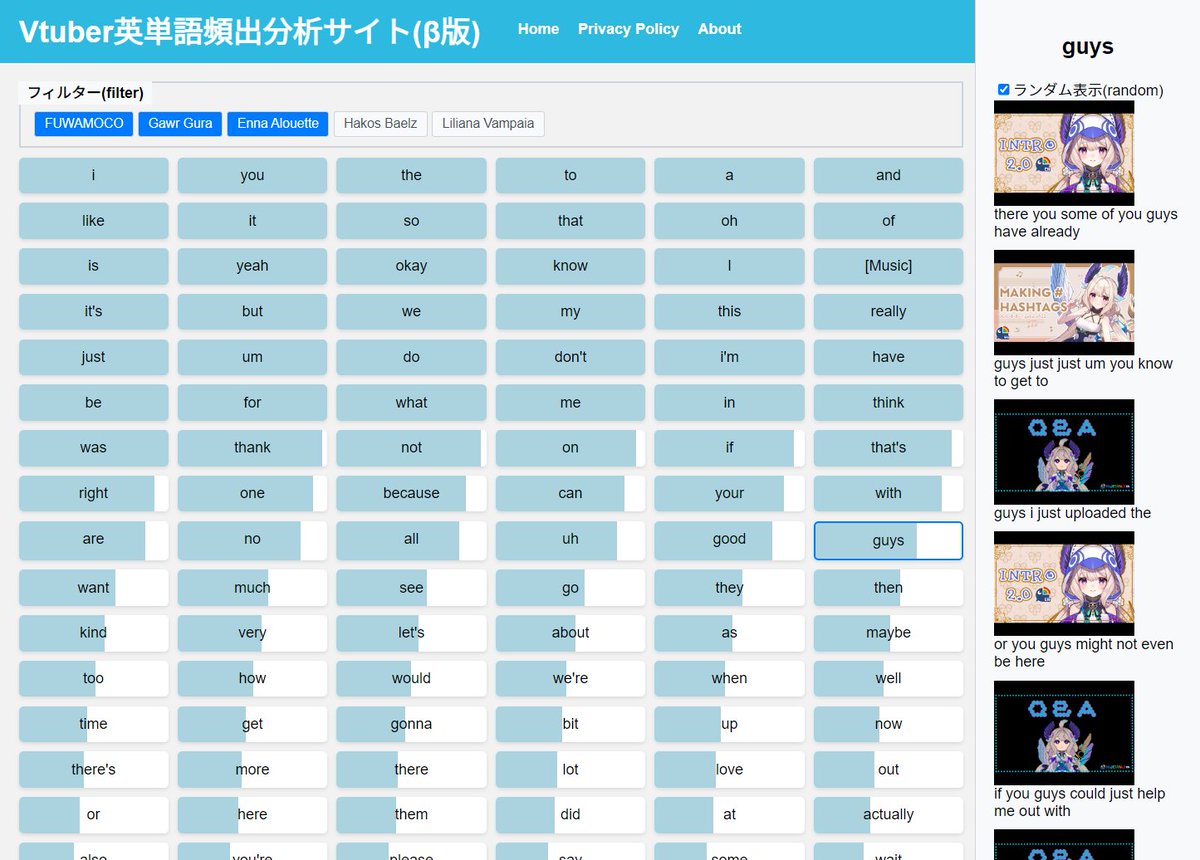 Vtuber英単語頻出分析サイト(β版)
Home Privacy Policy About
フィルター(filter)
FUWAMOCO Gawr Gura Enna Alouette Hakos Baelz Liliana Vampaia
i you the to a and
like it so that oh of
is yeah okay know I [Music]
it's but we my this really
just um do don't i'm have
be for what me in think
was thank not on if that's
right one because can your with
are no all uh good guys
want much see go they then
kind very let's about as maybe
too how would we're when well
time get gonna bit up now
there's more there lot love out
or here them did at actually
also you're please say some wait
guys
ランダム表示(random)
INTRO
2.0
there you some of you guys
have already
MAKING #
HASHTAGS
guys just just um you know
to get to
Q & A
guys i just uploaded the
INTRO
2.0
or you guys might not even
be here
Q & A
if you guys could just help
me out with
Q & A